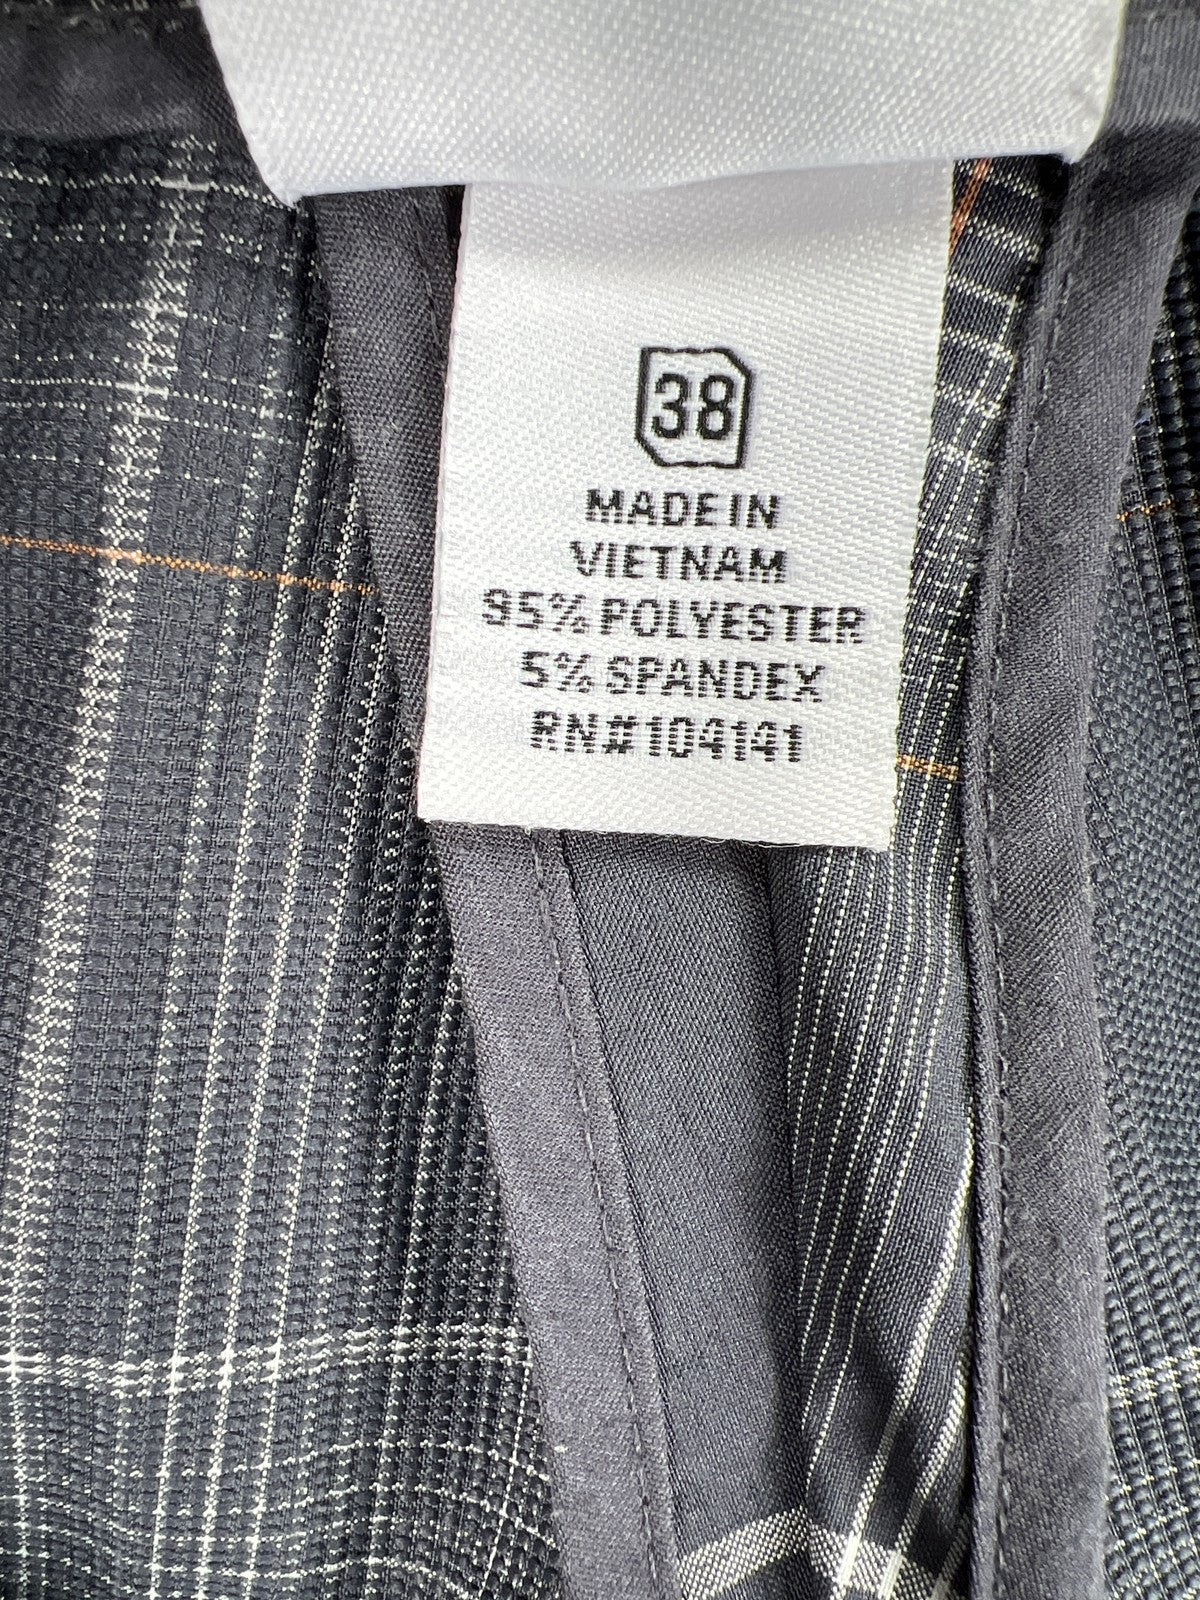 38
MADE IN
VIETNAM
95% POLYESTER
5% SPANDEX
RN#104141